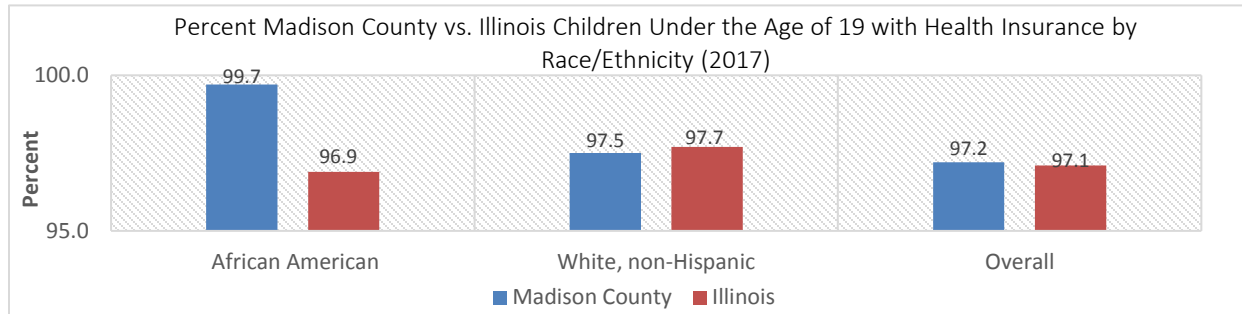 Percent Madison County vs. Illinois Children Under the Age of 19 with Health Insurance by
Race/Ethnicity (2017)
100.0
99.7
96.9
97.5
97.7
97.2
97.1
Percent
95.0
African American
White, non-Hispanic
Overall
Madison County
Illinois